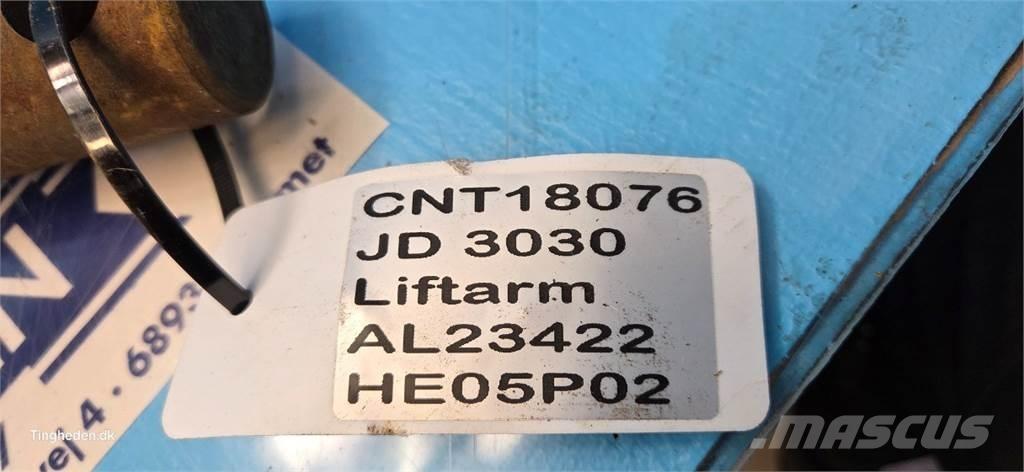 CNT18076
JD 3030
Liftarm
AL23422
HE05P02
Tingheden.dk
MASCUS